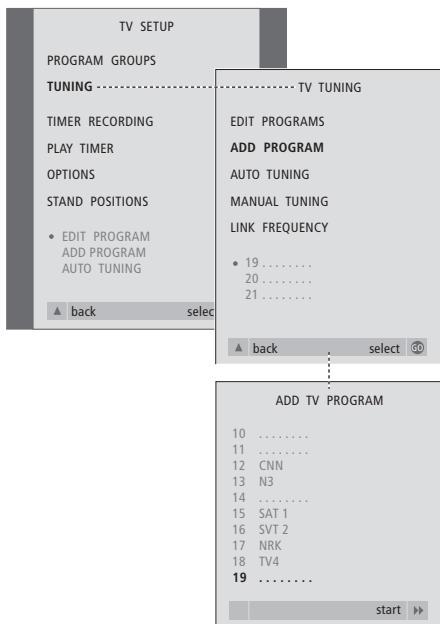 TV SETUP
PROGRAM GROUPS
TUNING
TIMER RECORDING
PLAY TIMER
OPTIONS
STAND POSITIONS
• EDIT PROGRAM
ADD PROGRAM
AUTO TUNING
▲ back selec
TV TUNING
EDIT PROGRAMS
ADD PROGRAM
AUTO TUNING
MANUAL TUNING
LINK FREQUENCY
• 19 . . . . . . . .
20 . . . . . . . .
21 . . . . . . . .
▲ back select GO
ADD TV PROGRAM
10 . . . . . . . .
11 . . . . . . . .
12 CNN
13 N3
14 . . . . . . . .
15 SAT 1
16 SVT 2
17 NRK
18 TV4
19 . . . . . . . .
start ▸▸